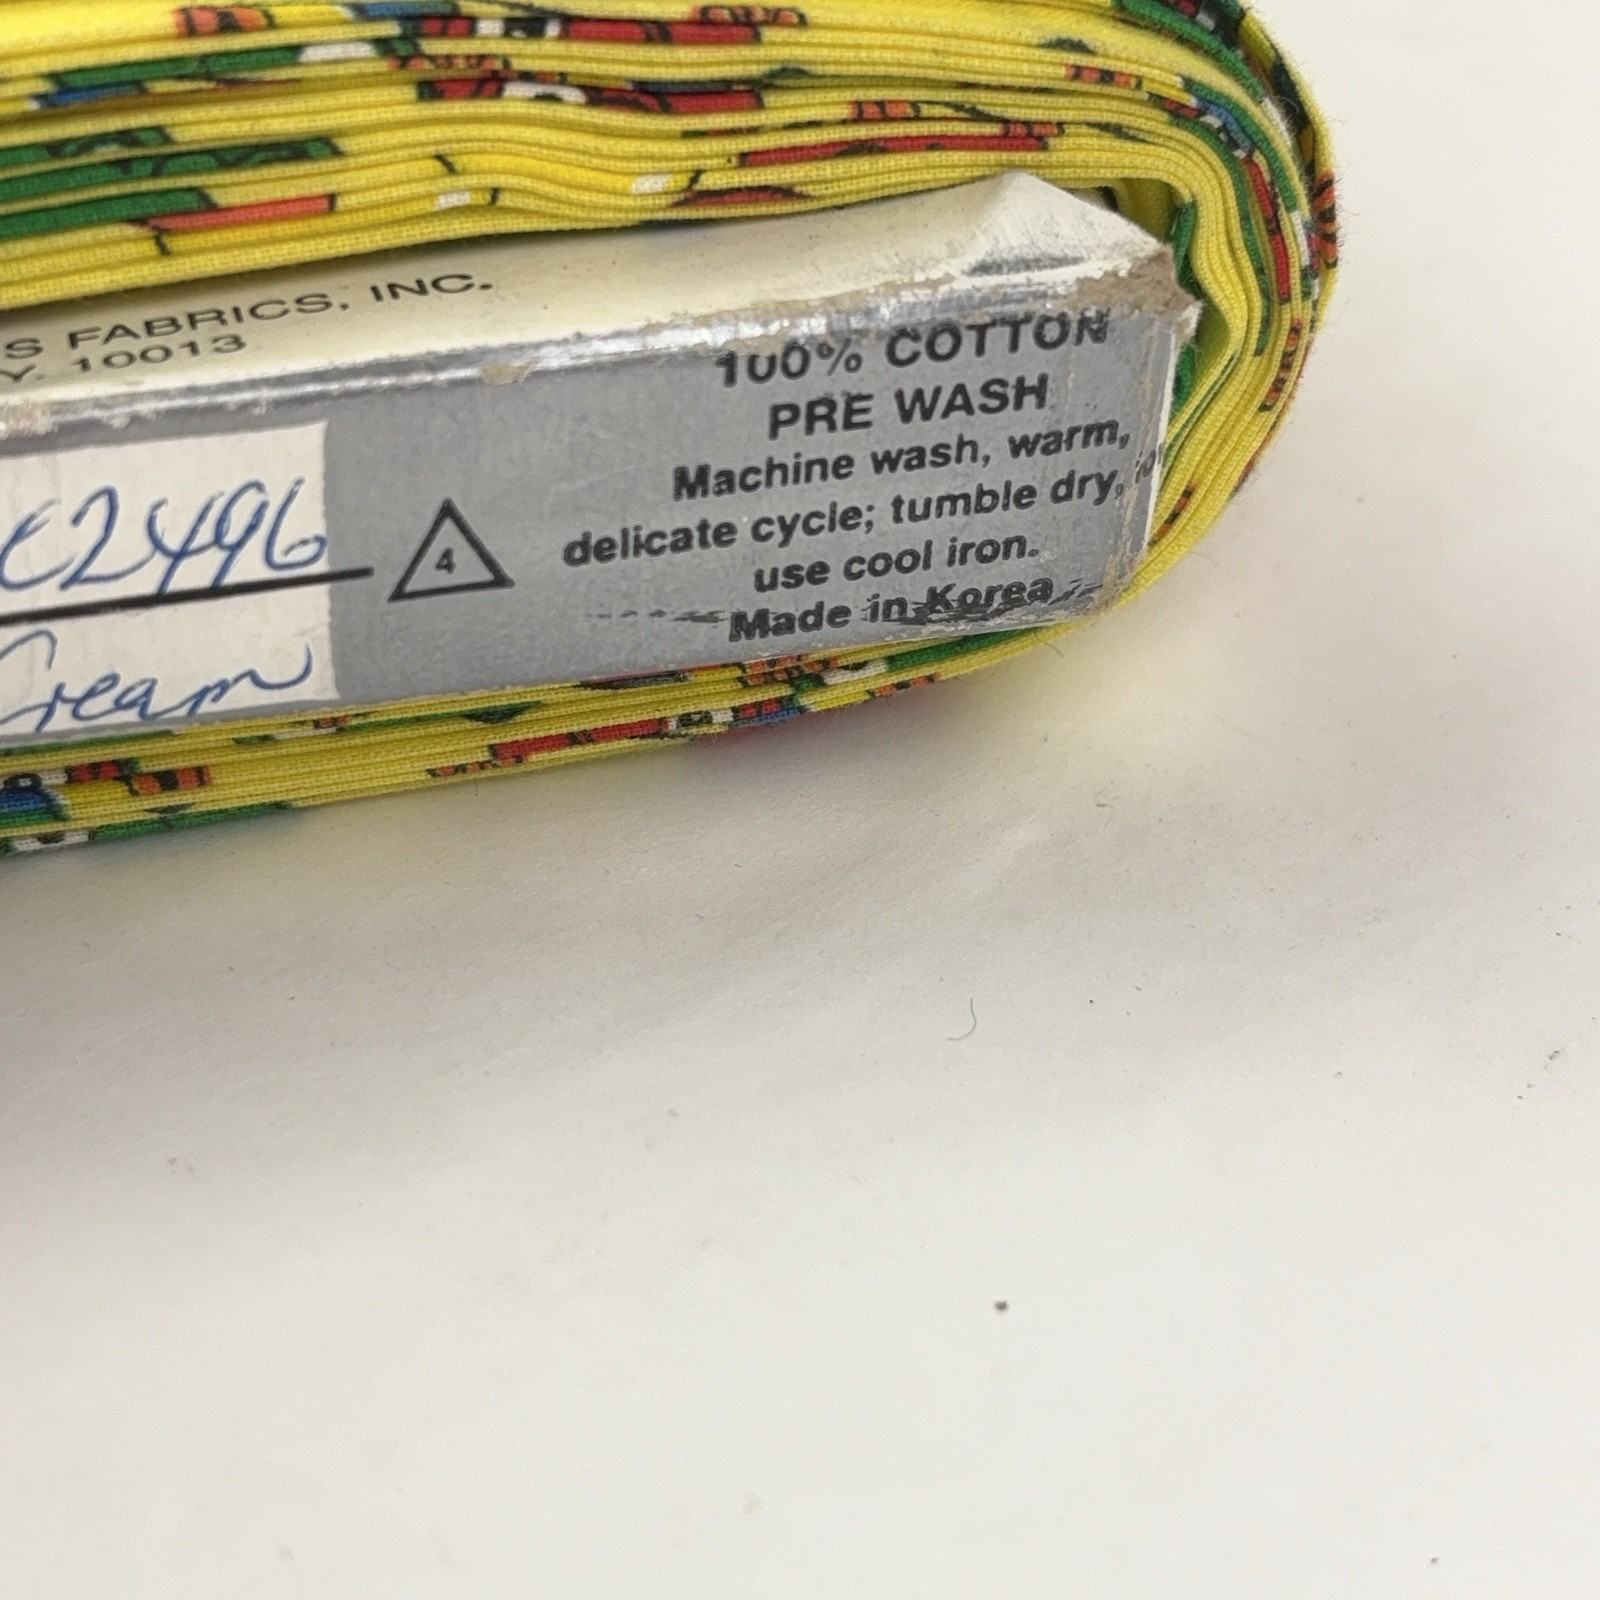 S FABRICS, INC.
Y. 10013
C2496
Cream
4
100% COTTON
PRE WASH
Machine wash, warm,
delicate cycle; tumble dry,
use cool iron.
Made in Korea